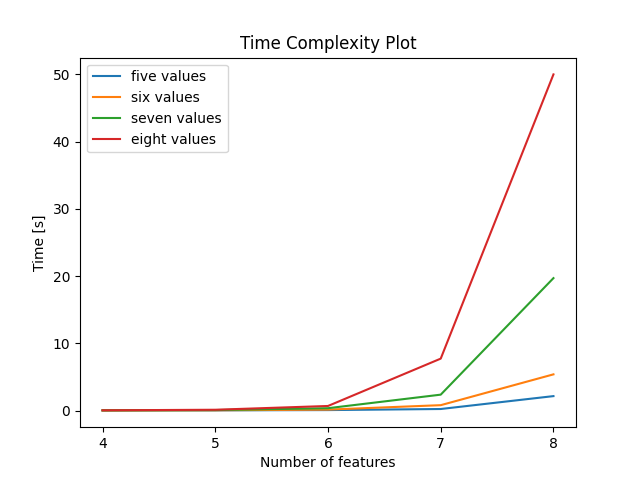 Time Complexity Plot
five values
six values
seven values
eight values
50
40
30
20
10
0
Time [s]
4 5 6 7 8
Number of features